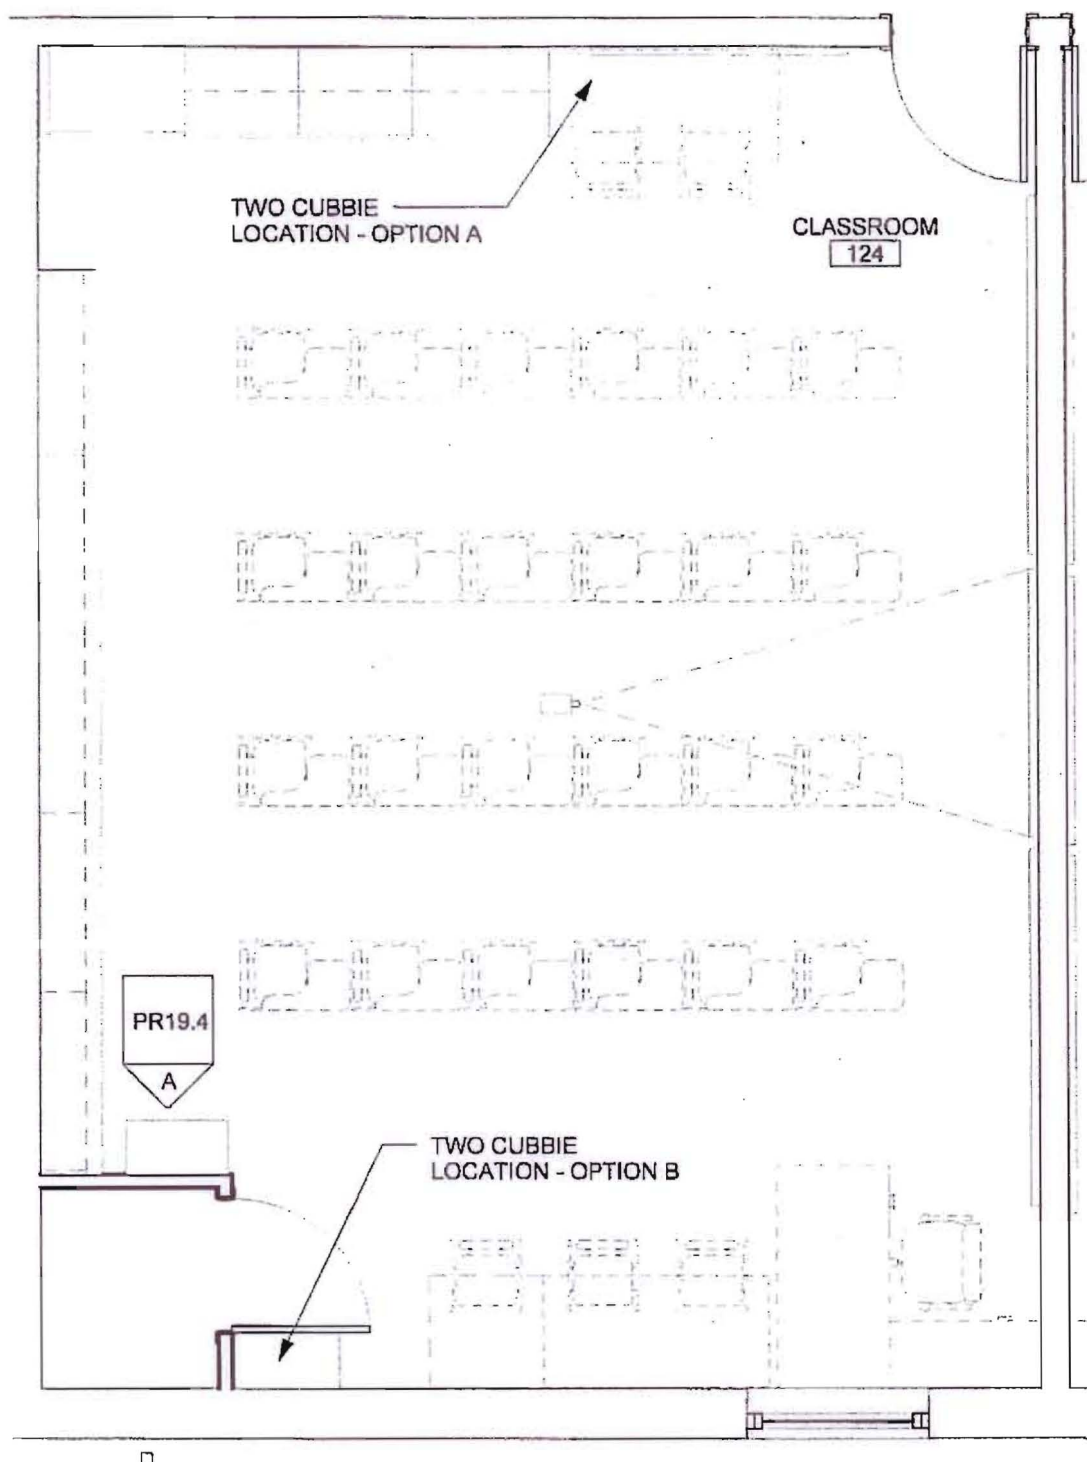 TWO CUBBIE
LOCATION - OPTION A
CLASSROOM
124
PR19.4
A
TWO CUBBIE
LOCATION - OPTION B